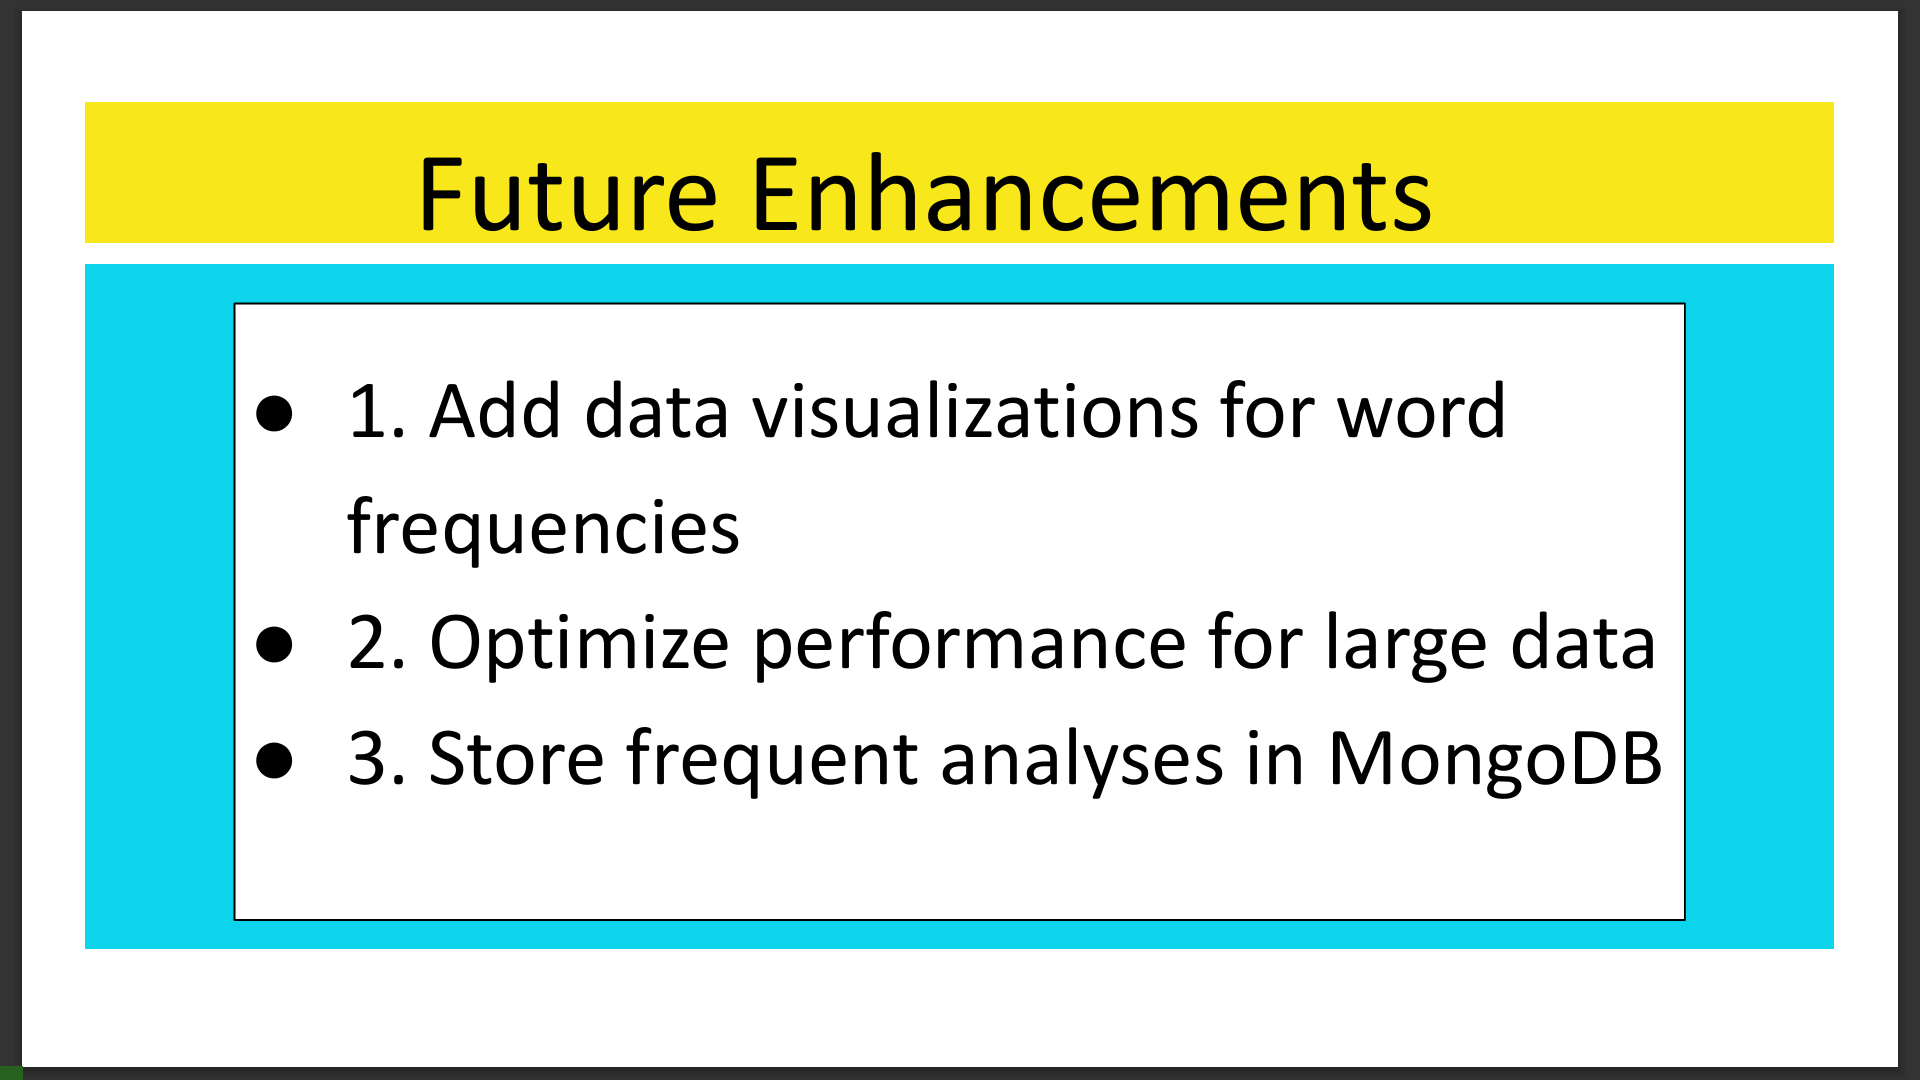 Future Enhancements
● 1. Add data visualizations for word
frequencies
● 2. Optimize performance for large data
● 3. Store frequent analyses in MongoDB